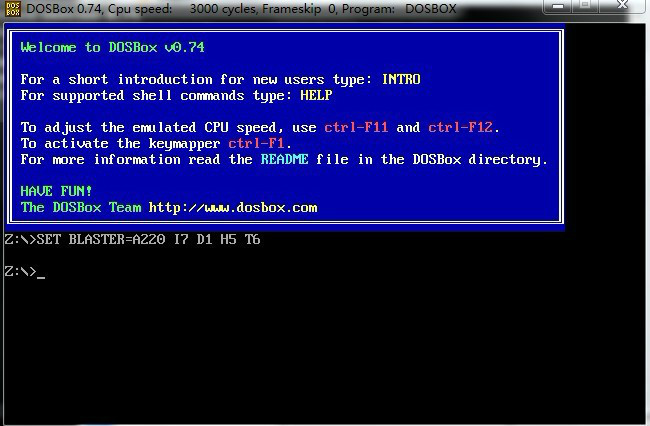 DOS
BOX
DOSBox 0.74, Cpu speed: 3000 cycles, Frameskip 0, Program: DOSBOX
Welcome to DOSBox v0.74
For a short introduction for new users type: INTRO
For supported shell commands type: HELP
To adjust the emulated CPU speed, use ctrl-F11 and ctrl-F12.
To activate the keymapper ctrl-F1.
For more information read the README file in the DOSBox directory.
HAVE FUN!
The DOSBox Team http://www.dosbox.com
Z:\>SET BLASTER=A220 I7 D1 H5 T6
Z:\>_